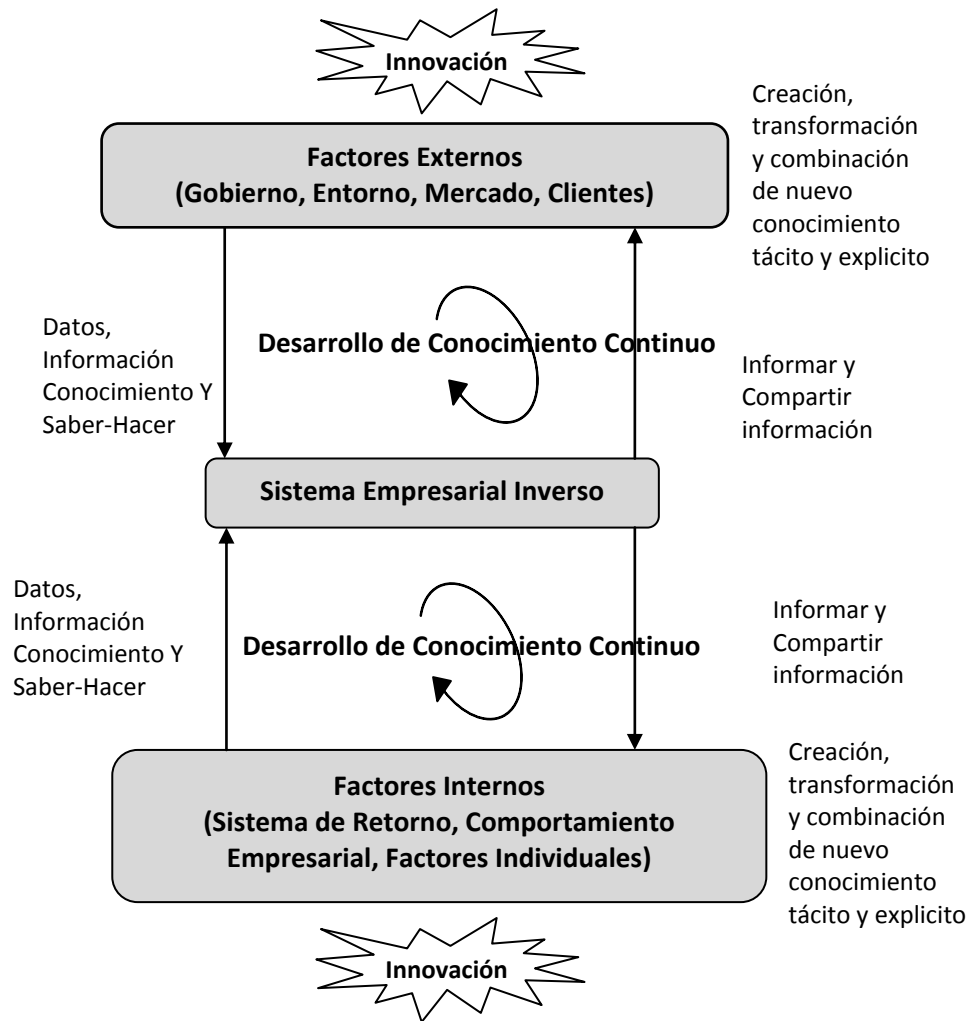 Innovación
Factores Externos
(Gobierno, Entorno, Mercado, Clientes)
Creación,
transformación
y combinación
de nuevo
conocimiento
tácito y explicito
Datos,
Información
Conocimiento Y
Saber-Hacer
Desarrollo de Conocimiento Continuo
Informar y
Compartir
información
Sistema Empresarial Inverso
Datos,
Información
Conocimiento Y
Saber-Hacer
Desarrollo de Conocimiento Continuo
Informar y
Compartir
información
Factores Internos
(Sistema de Retorno, Comportamiento
Empresarial, Factores Individuales)
Creación,
transformación
y combinación
de nuevo
conocimiento
tácito y explicito
Innovación